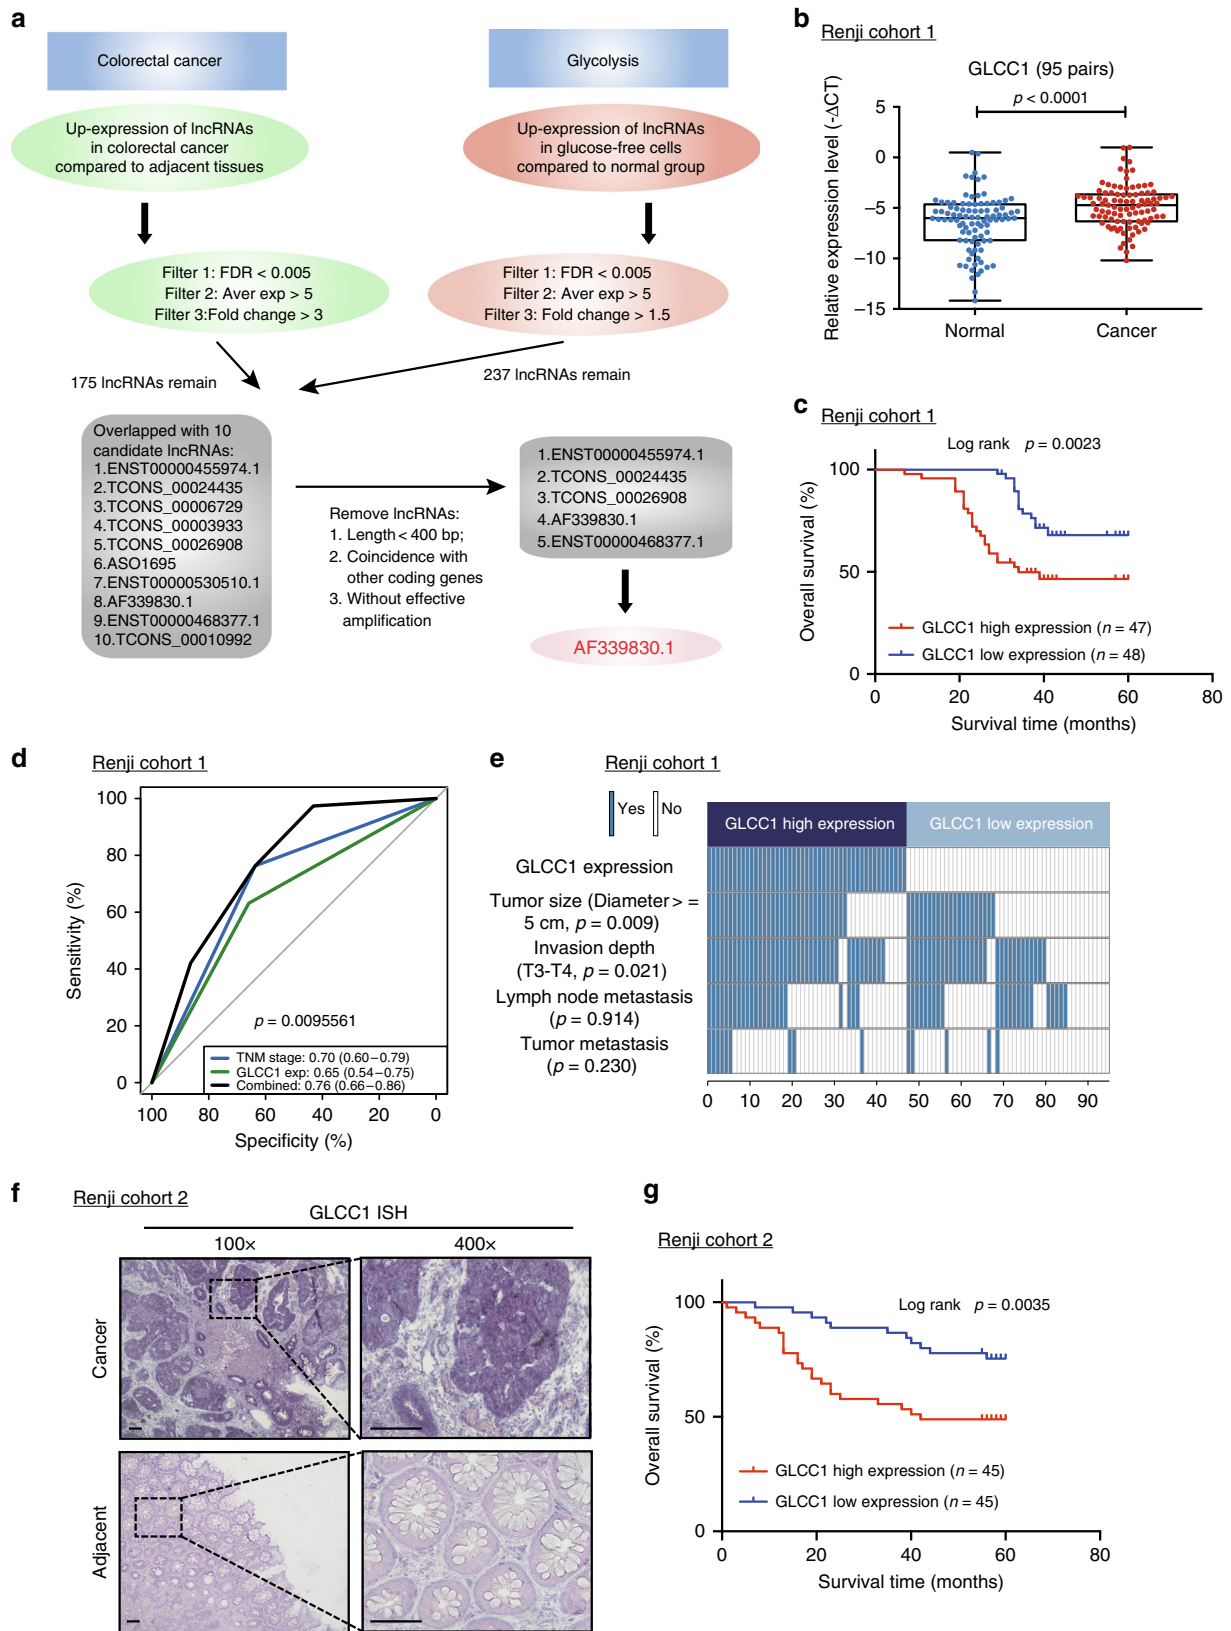 a
Colorectal cancer
Glycolysis
Up-expression of lncRNAs
in colorectal cancer
compared to adjacent tissues
Up-expression of lncRNAs
in glucose-free cells
compared to normal group
Filter 1: FDR < 0.005
Filter 2: Aver exp > 5
Filter 3:Fold change > 3
Filter 1: FDR < 0.005
Filter 2: Aver exp > 5
Filter 3: Fold change > 1.5
175 lncRNAs remain
237 lncRNAs remain
Overlapped with 10
candidate lncRNAs:
1.ENST00000455974.1
2.TCONS_00024435
3.TCONS_00006729
4.TCONS_00003933
5.TCONS_00026908
6.ASO1695
7.ENST00000530510.1
8.AF339830.1
9.ENST00000468377.1
10.TCONS_00010992
Remove lncRNAs:
1. Length < 400 bp;
2. Coincidence with
other coding genes
3. Without effective
amplification
1.ENST00000455974.1
2.TCONS_00024435
3.TCONS_00026908
4.AF339830.1
5.ENST00000468377.1
AF339830.1
b
Renji cohort 1
GLCC1 (95 pairs)
p < 0.0001
Relative expression level (-ΔCT)
5
0
−5
−10
−15
Normal
Cancer
c
Renji cohort 1
Log rank p = 0.0023
Overall survival (%)
100
50
0
GLCC1 high expression (n = 47)
GLCC1 low expression (n = 48)
0 20 40 60 80
Survival time (months)
d
Renji cohort 1
Sensitivity (%)
100
80
60
40
20
0
p = 0.0095561
TNM stage: 0.70 (0.60−0.79)
GLCC1 exp: 0.65 (0.54−0.75)
Combined: 0.76 (0.66−0.86)
100 80 60 40 20 0
Specificity (%)
e
Renji cohort 1
Yes No
GLCC1 high expression
GLCC1 low expression
GLCC1 expression
Tumor size (Diameter > =
5 cm, p = 0.009)
Invasion depth
(T3-T4, p = 0.021)
Lymph node metastasis
(p = 0.914)
Tumor metastasis
(p = 0.230)
0 10 20 30 40 50 60 70 80 90
f
Renji cohort 2
GLCC1 ISH
100×
400×
Cancer
Adjacent
g
Renji cohort 2
Log rank p = 0.0035
Overall survival (%)
100
50
0
GLCC1 high expression (n = 45)
GLCC1 low expression (n = 45)
0 20 40 60 80
Survival time (months)